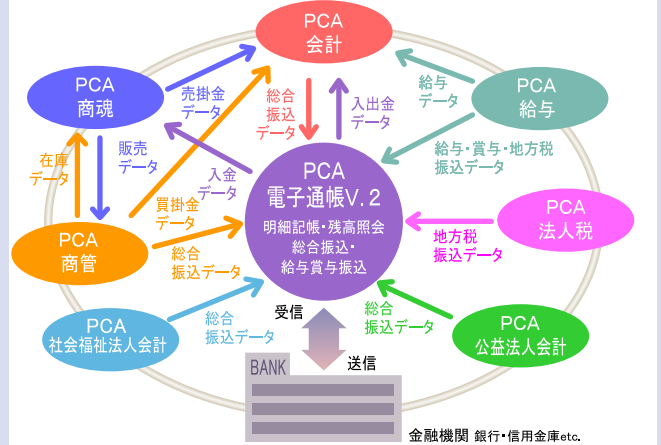 PCA
会計
PCA
商魂
売掛金
データ
総合
振込
データ
入出金
データ
給与
データ
PCA
給与
在庫
データ
販売
データ
入金
データ
PCA
電子通帳V.2
明細記帳・残高照会
総合振込・
給与賞与振込
給与・賞与・地方税
振込データ
買掛金
データ
PCA
商管
総合
振込データ
地方税
振込データ
PCA
法人税
PCA
社会福祉法人会計
総合
振込データ
受信
総合
振込データ
PCA
公益法人会計
送信
BANK
金融機関 銀行・信用金庫etc.